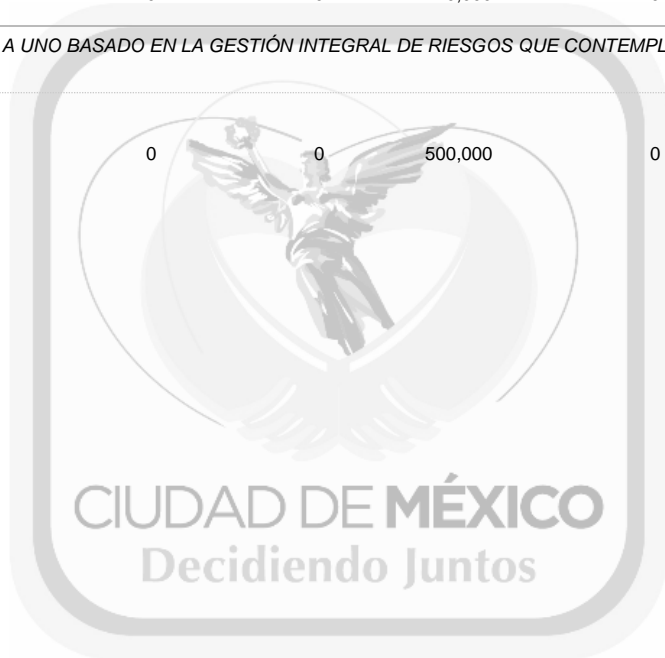 A UNO BASADO EN LA GESTIÓN INTEGRAL DE RIESGOS QUE CONTEMPL
0 0 500,000 0
CIUDAD DE MÉXICO
Decidiendo Juntos